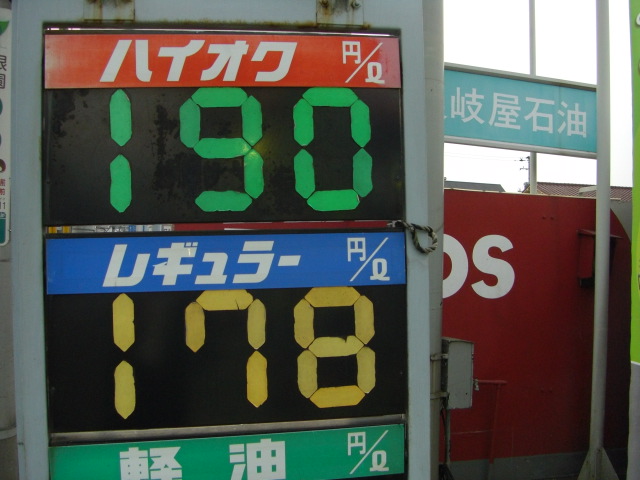 ハイオク 円/ℓ
190
レギュラー 円/ℓ
178
軽油 円/ℓ
岐屋石油
OS